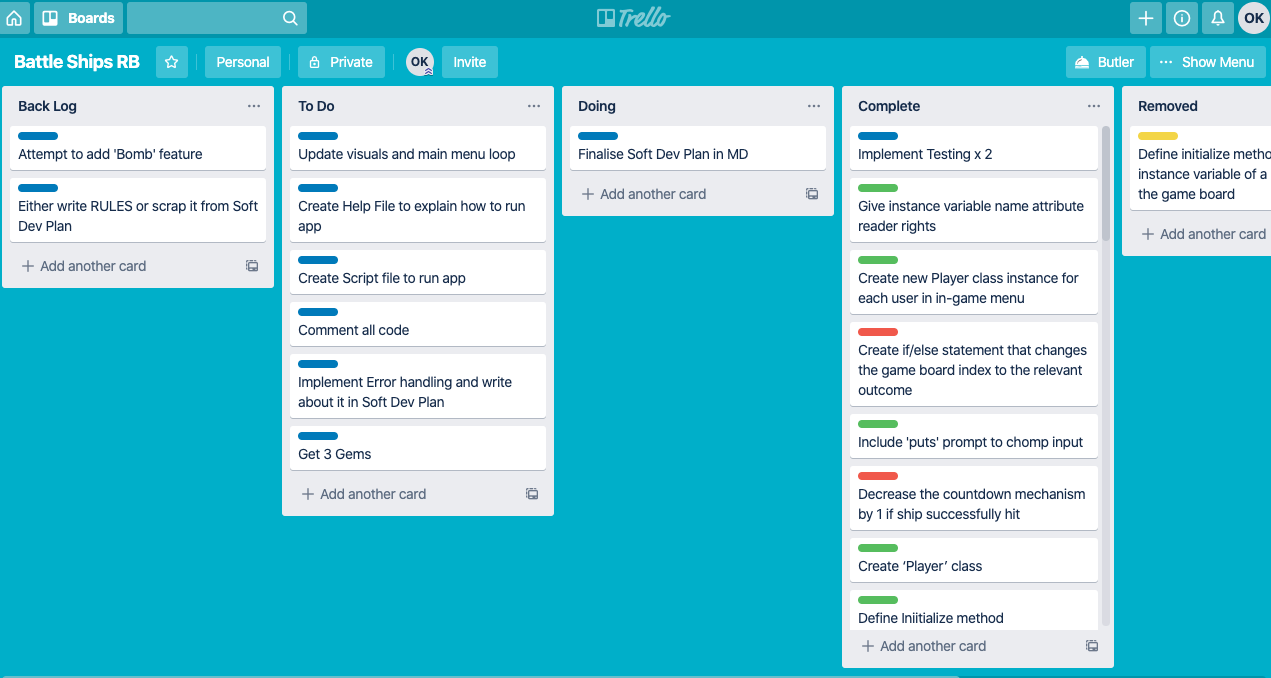 Boards
Trello
OK
Battle Ships RB
Personal
Private
OK
Invite
Butler
Show Menu
Back Log
Attempt to add 'Bomb' feature
Either write RULES or scrap it from Soft
Dev Plan
Add another card
To Do
Update visuals and main menu loop
Create Help File to explain how to run
app
Create Script file to run app
Comment all code
Implement Error handling and write
about it in Soft Dev Plan
Get 3 Gems
Add another card
Doing
Finalise Soft Dev Plan in MD
Add another card
Complete
Implement Testing x 2
Give instance variable name attribute
reader rights
Create new Player class instance for
each user in in-game menu
Create if/else statement that changes
the game board index to the relevant
outcome
Include 'puts' prompt to chomp input
Decrease the countdown mechanism
by 1 if ship successfully hit
Create ‘Player’ class
Define Iniitialize method
Add another card
Removed
Define initialize metho
instance variable of a
the game board
Add another card